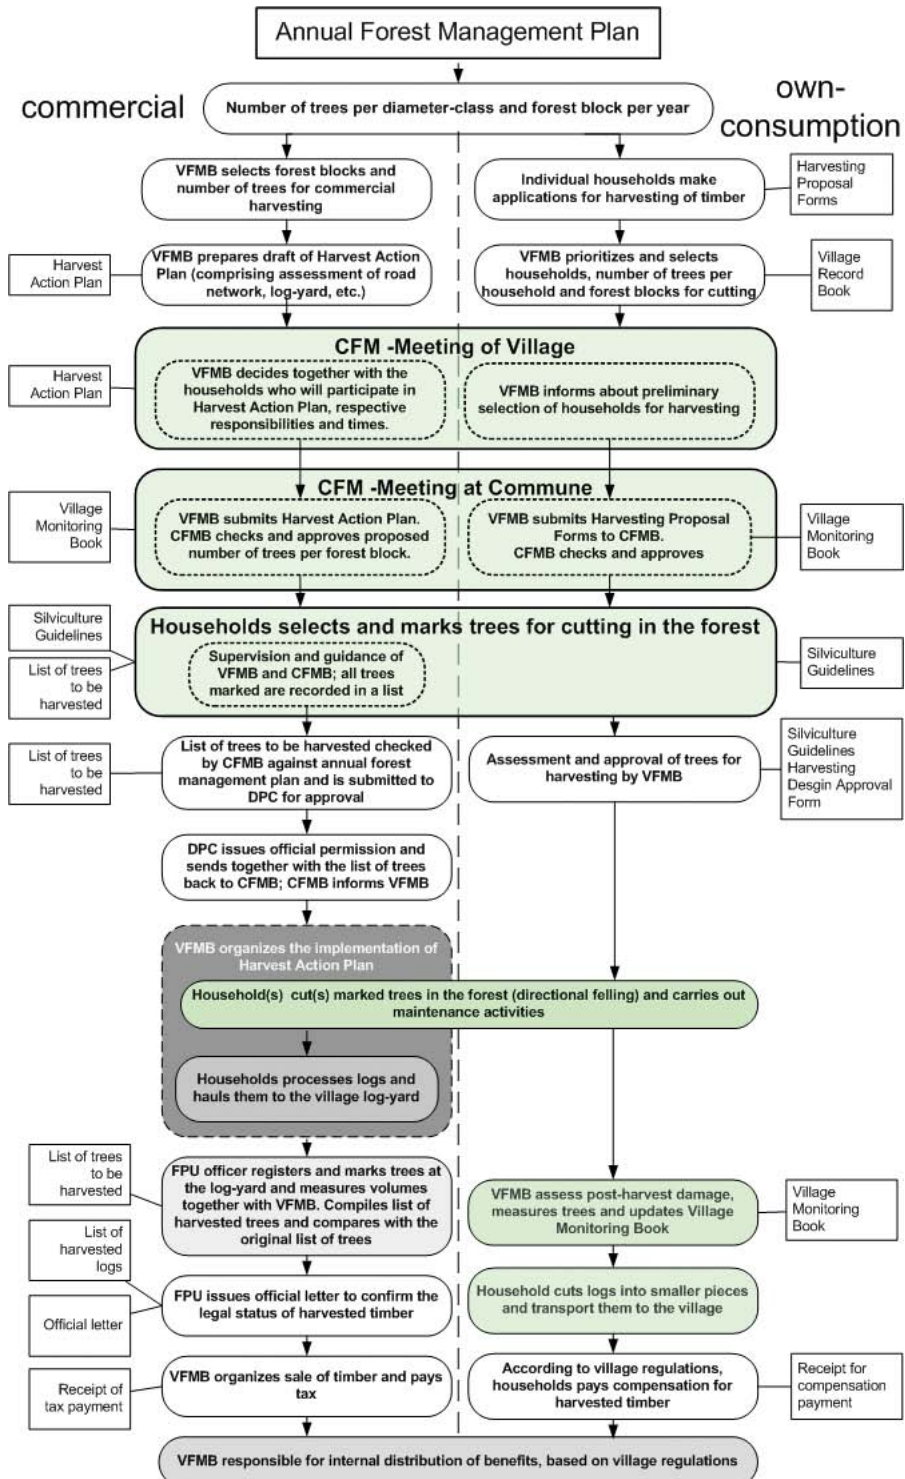 Annual Forest Management Plan
commercial
own-
consumption
Number of trees per diameter-class and forest block per year
VFMB selects forest blocks and
number of trees for commercial
harvesting
Individual households make
applications for harvesting of timber
Harvesting
Proposal
Forms
Harvest
Action Plan
VFMB prepares draft of Harvest Action
Plan (comprising assessment of road
network, log-yard, etc.)
VFMB prioritizes and selects
households, number of trees per
household and forest blocks for cutting
Village
Record
Book
CFM -Meeting of Village
Harvest
Action Plan
VFMB decides together with the
households who will participate in
Harvest Action Plan, respective
responsibilities and times.
VFMB informs about preliminary
selection of households for harvesting
CFM -Meeting at Commune
Village
Monitoring
Book
VFMB submits Harvest Action Plan.
CFMB checks and approves proposed
number of trees per forest block.
VFMB submits Harvesting Proposal
Forms to CFMB.
CFMB checks and approves
Village
Monitoring
Book
Silviculture
Guidelines
List of trees
to be
harvested
Households selects and marks trees for cutting in the forest
Supervision and guidance of
VFMB and CFMB; all trees
marked are recorded in a list
Silviculture
Guidelines
List of trees
to be
harvested
List of trees to be harvested checked
by CFMB against annual forest
management plan and is submitted to
DPC for approval
Assessment and approval of trees for
harvesting by VFMB
Silviculture
Guidelines
Harvesting
Desgin Approval
Form
DPC issues official permission and
sends together with the list of trees
back to CFMB; CFMB informs VFMB
VFMB organizes the implementation of
Harvest Action Plan
Household(s) cut(s) marked trees in the forest (directional felling) and carries out
maintenance activities
Households processes logs and
hauls them to the village log-yard
List of trees
to be
harvested
FPU officer registers and marks trees at
the log-yard and measures volumes
together with VFMB. Compiles list of
harvested trees and compares with the
original list of trees
VFMB assess post-harvest damage,
measures trees and updates Village
Monitoring Book
Village
Monitoring
Book
List of
harvested
logs
Official letter
FPU issues official letter to confirm the
legal status of harvested timber
Household cuts logs into smaller pieces
and transport them to the village
Receipt of
tax payment
VFMB organizes sale of timber and pays
tax
According to village regulations,
households pays compensation for
harvested timber
Receipt for
compensation
payment
VFMB responsible for internal distribution of benefits, based on village regulations